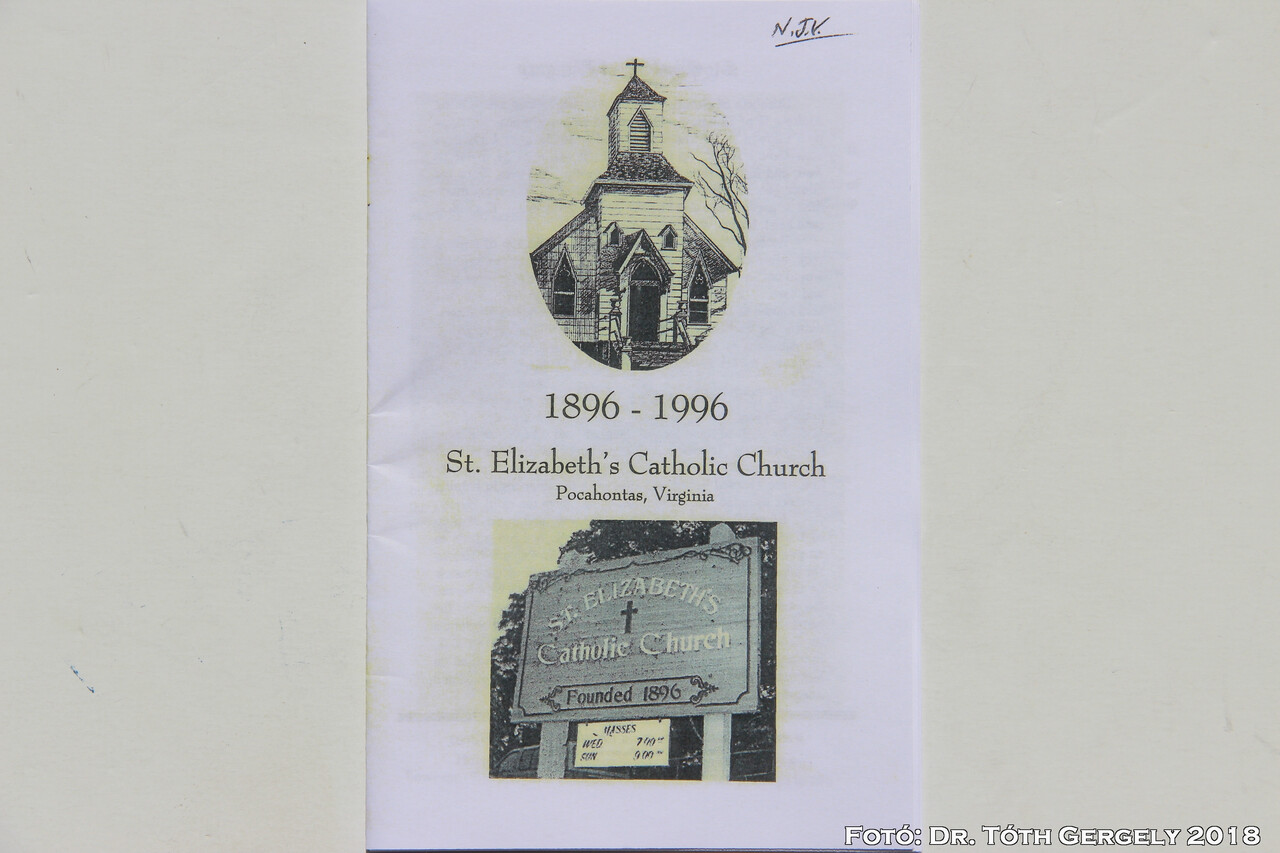 N.J.V.
1896 - 1996
St. Elizabeth's Catholic Church
Pocahontas, Virginia
ST. ELIZABETH'S
Catholic Church
Founded 1896
MASSES
WED 7:00
SUN 9:00
Fotó: Dr. Tóth Gergely 2018